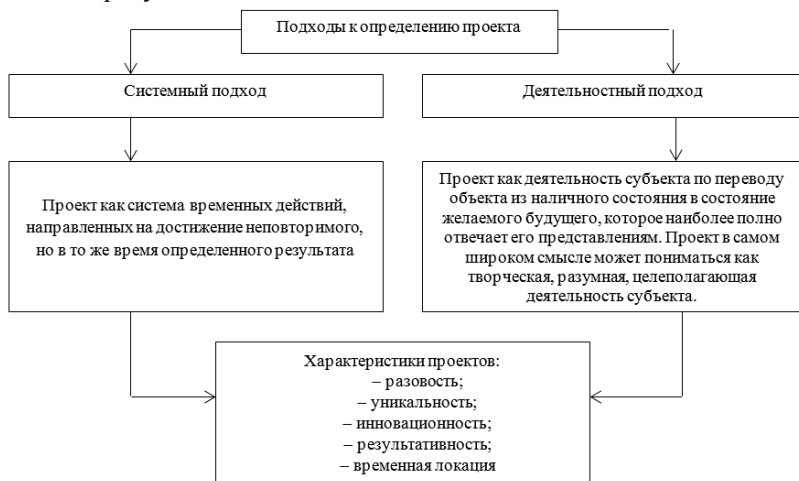 Подходы к определению проекта
Системный подход
Деятельностный подход
Проект как система временных действий,
направленных на достижение неповторимого,
но в то же время определенного результата
Проект как деятельность субъекта по переводу
объекта из наличного состояния в состояние
желаемого будущего, которое наиболее полно
отвечает его представлениям. Проект в самом
широком смысле может пониматься как
творческая, разумная, целеполагающая
деятельность субъекта.
Характеристики проектов:
– разовость;
– уникальность;
– инновационность;
– результативность;
– временная локация